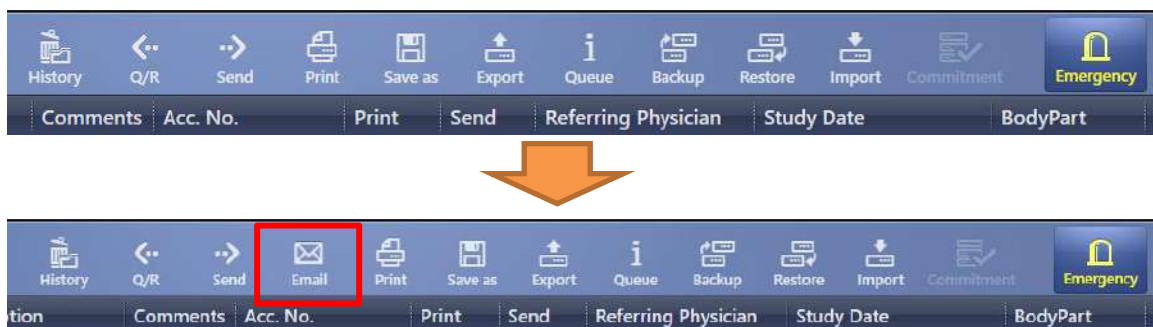 History Q/R Send Print Save as Export Queue Backup Restore Import Commitment Emergency
Comments Acc. No. Print Send Referring Physician Study Date BodyPart
History Q/R Send Email Print Save as Export Queue Backup Restore Import Commitment Emergency
tion Comments Acc. No. Print Send Referring Physician Study Date BodyPart